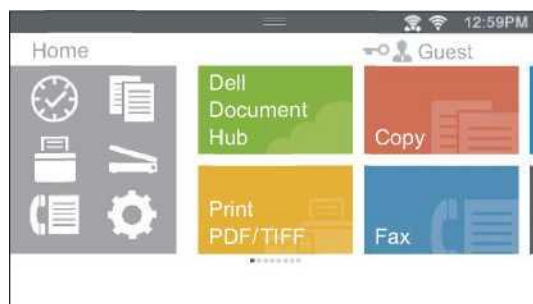 12:59PM
Home
Guest
Dell
Document
Hub
Copy
Print
PDF/TIFF
Fax